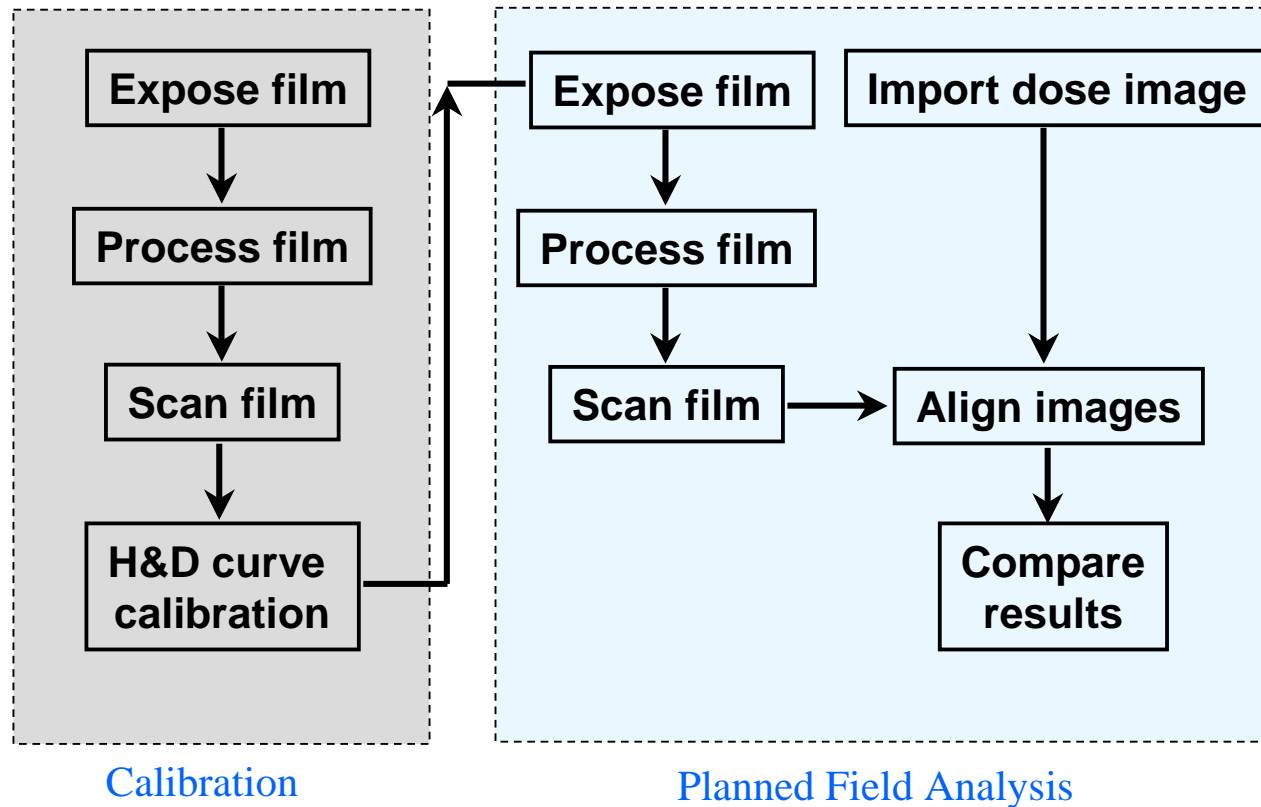 Expose film
Process film
Scan film
H&D curve
calibration
Calibration
Expose film
Import dose image
Process film
Scan film
Align images
Compare
results
Planned Field Analysis